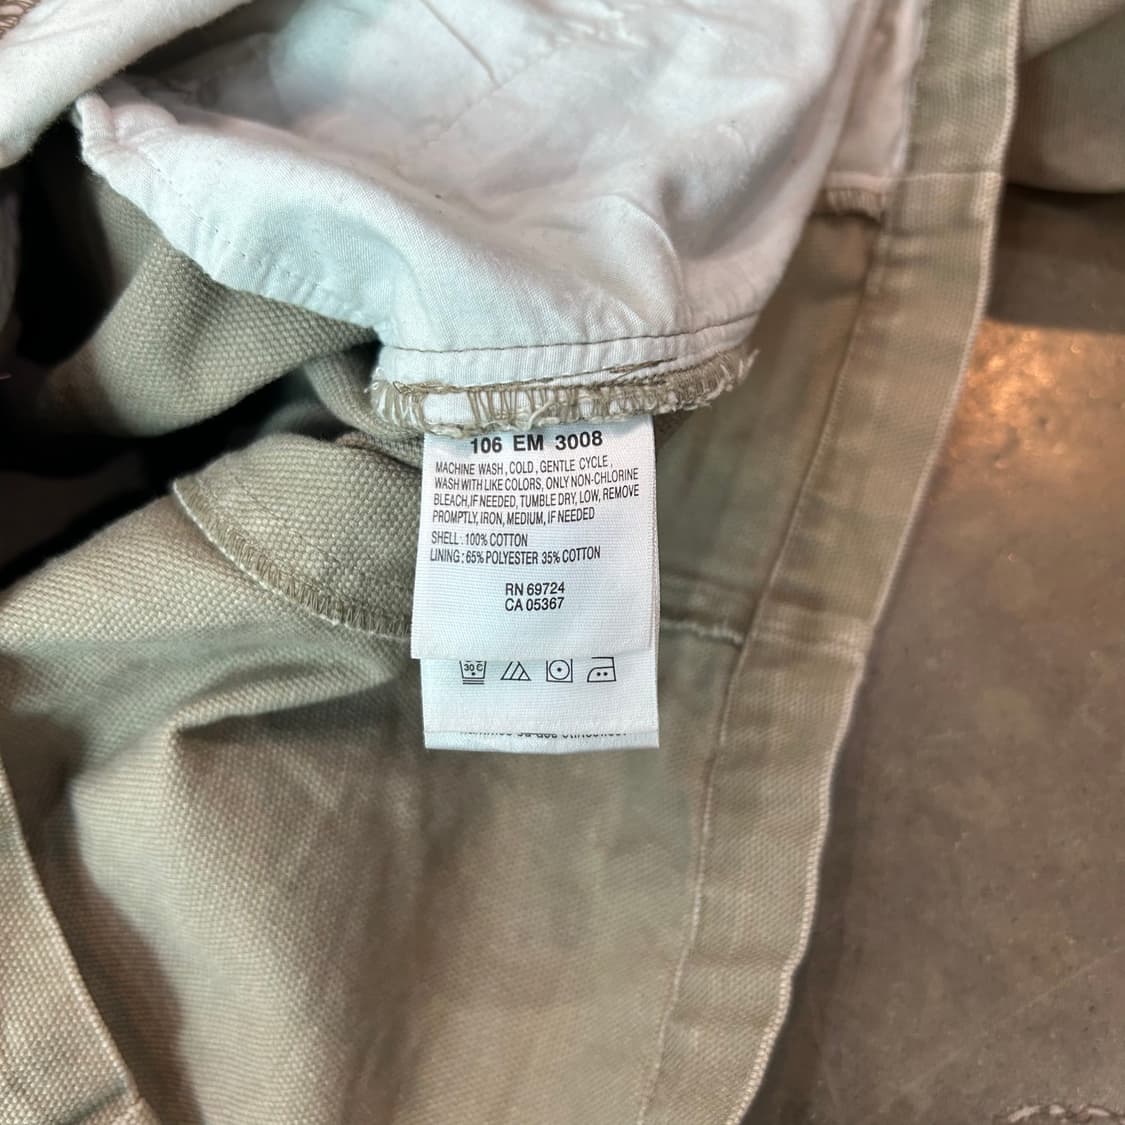 106 EM 3008
MACHINE WASH, COLD, GENTLE CYCLE,
WASH WITH LIKE COLORS, ONLY NON-CHLORINE
BLEACH, IF NEEDED, TUMBLE DRY, LOW, REMOVE
PROMPTLY, IRON, MEDIUM, IF NEEDED
SHELL: 100% COTTON
LINING: 65% POLYESTER 35% COTTON
RN 69724
CA 05367
30 C